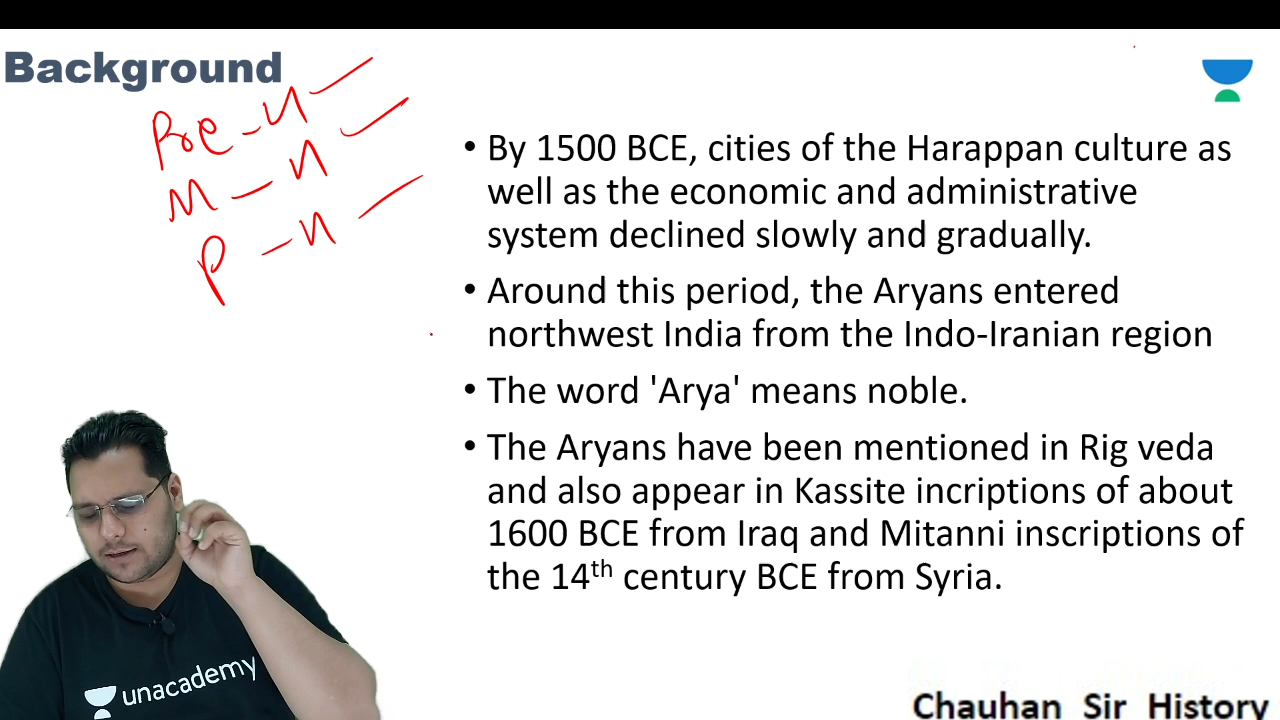 Background
Pre - H
M - H
P - H
• By 1500 BCE, cities of the Harappan culture as
well as the economic and administrative
system declined slowly and gradually.
• Around this period, the Aryans entered
northwest India from the Indo-Iranian region
• The word 'Arya' means noble.
• The Aryans have been mentioned in Rig veda
and also appear in Kassite incriptions of about
1600 BCE from Iraq and Mitanni inscriptions of
the 14th century BCE from Syria.
unacademy
Chauhan Sir History